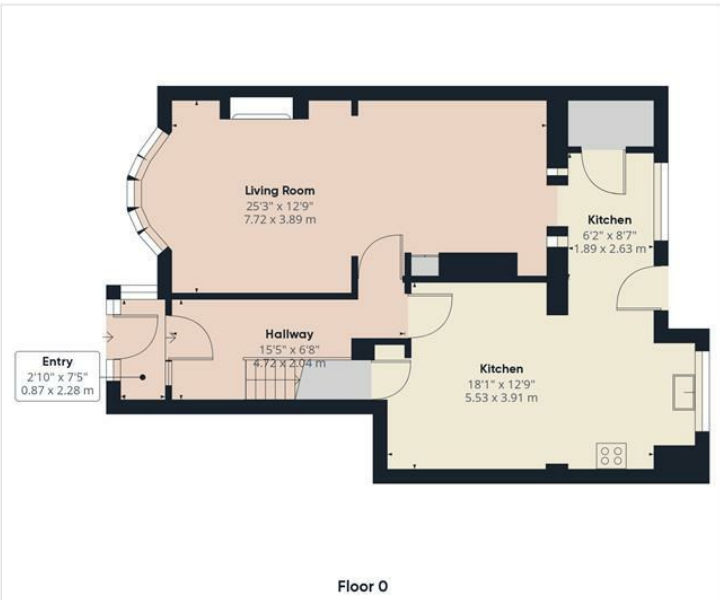 Living Room
25'3" x 12'9"
7.72 x 3.89 m
Kitchen
6'2" x 8'7"
1.89 x 2.63 m
Hallway
15'5" x 6'8"
4.72 x 2.04 m
Entry
2'10" x 7'5"
0.87 x 2.28 m
Kitchen
18'1" x 12'9"
5.53 x 3.91 m
Floor 0